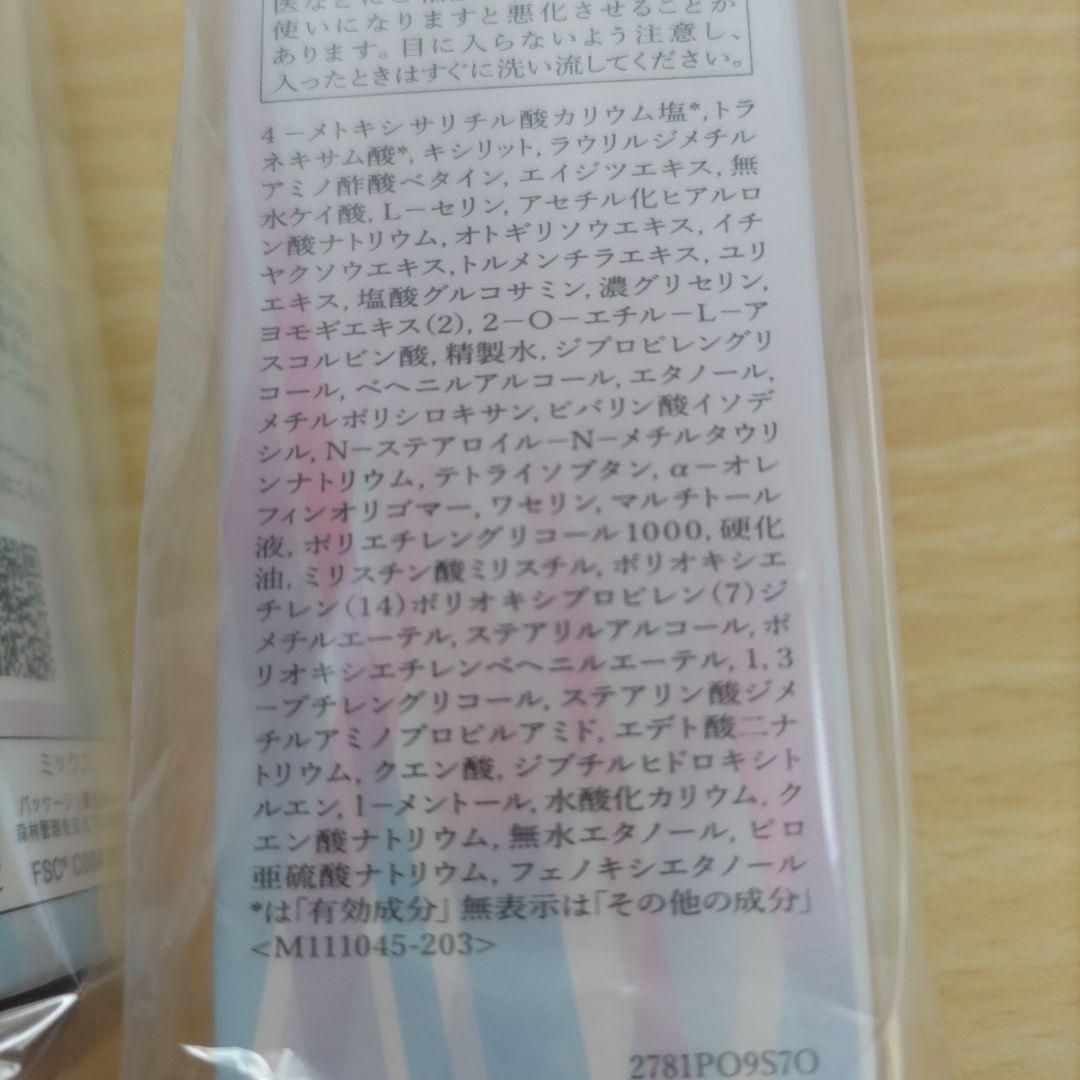 使いになりますと悪化させることが
あります。目に入らないよう注意し、
入ったときはすぐに洗い流してください。
4－メトキシサリチル酸カリウム塩*, トラ
ネキサム酸*, キシリット, ラウリルジメチル
アミノ酢酸ベタイン, エイジツエキス, 無
水ケイ酸, L－セリン, アセチル化ヒアルロ
ン酸ナトリウム, オトギリソウエキス, イチ
ヤクソウエキス, トルメンチラエキス, ユリ
エキス, 塩酸グルコサミン, 濃グリセリン,
ヨモギエキス(2), 2－O－エチル－L－ア
スコルビン酸, 精製水, ジプロピレングリ
コール, ベヘニルアルコール, エタノール,
メチルポリシロキサン, ピバリン酸イソデ
シル, N－ステアロイル－N－メチルタウリ
ンナトリウム, テトライソブタン, α－オレ
フィンオリゴマー, ワセリン, マルチトール
液, ポリエチレングリコール1000, 硬化
油, ミリスチン酸ミリスチル, ポリオキシエ
チレン(14)ポリオキシプロピレン(7)ジ
メチルエーテル, ステアリルアルコール, ポ
リオキシエチレンベヘニルエーテル, 1, 3
－ブチレングリコール, ステアリン酸ジメ
チルアミノプロピルアミド, エデト酸二ナ
トリウム, クエン酸, ジブチルヒドロキシト
ルエン, l－メントール, 水酸化カリウム, ク
エン酸ナトリウム, 無水エタノール, ピロ
亜硫酸ナトリウム, フェノキシエタノール
*は「有効成分」無表示は「その他の成分」
<M111045-203>
2781PO9S7O
ミックス
FSC® C00